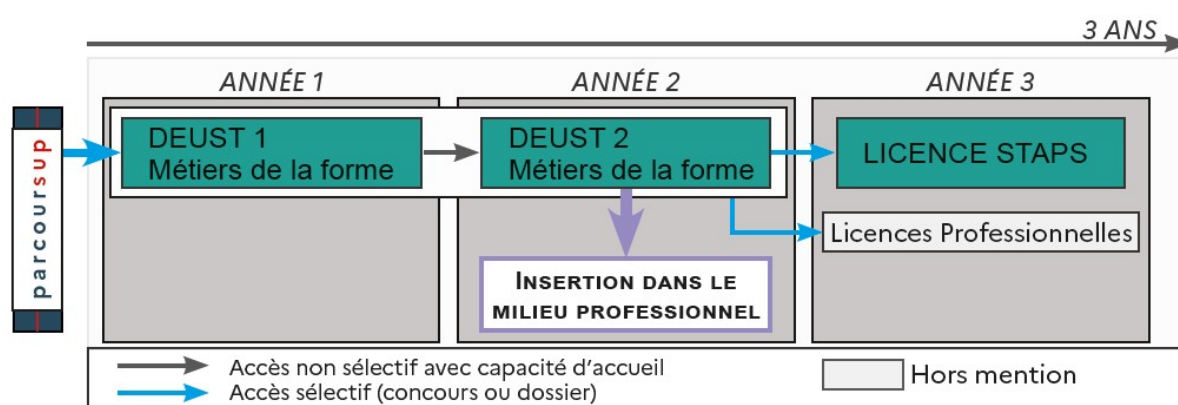 3 ANS
ANNÉE 1
ANNÉE 2
ANNÉE 3
parcoursup
DEUST 1
Métiers de la forme
DEUST 2
Métiers de la forme
LICENCE STAPS
Licences Professionnelles
INSERTION DANS LE
MILIEU PROFESSIONNEL
Accès non sélectif avec capacité d'accueil
Accès sélectif (concours ou dossier)
Hors mention